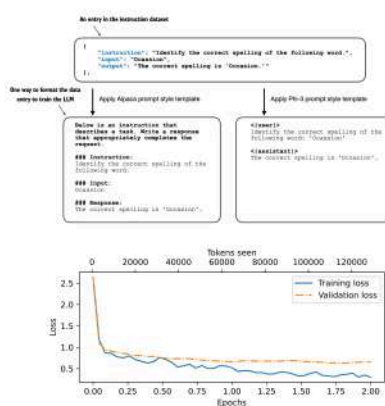 An entry in the instruction dataset
{
"instruction": "Identify the correct spelling of the following word.",
"input": "Ocassion",
"output": "The correct spelling is 'Occasion.'"
},
One way to format the data
entry to train the LLM
Apply Alpaca prompt style template
Apply Phi-3 prompt style template
Below is an instruction that
describes a task. Write a response
that appropriately completes the
request.
### Instruction:
Identify the correct spelling of the
following word.
### Input:
Ocassion
### Response:
The correct spelling is 'Occasion'.
<|user|>
Identify the correct spelling of the
following word: 'Ocassion'
<|assistant|>
The correct spelling is 'Occasion'.
Tokens seen
0 20000 40000 60000 80000 100000 120000
Training loss
Validation loss
2.5
2.0
1.5
1.0
0.5
Loss
0.00 0.25 0.50 0.75 1.00 1.25 1.50 1.75 2.00
Epochs